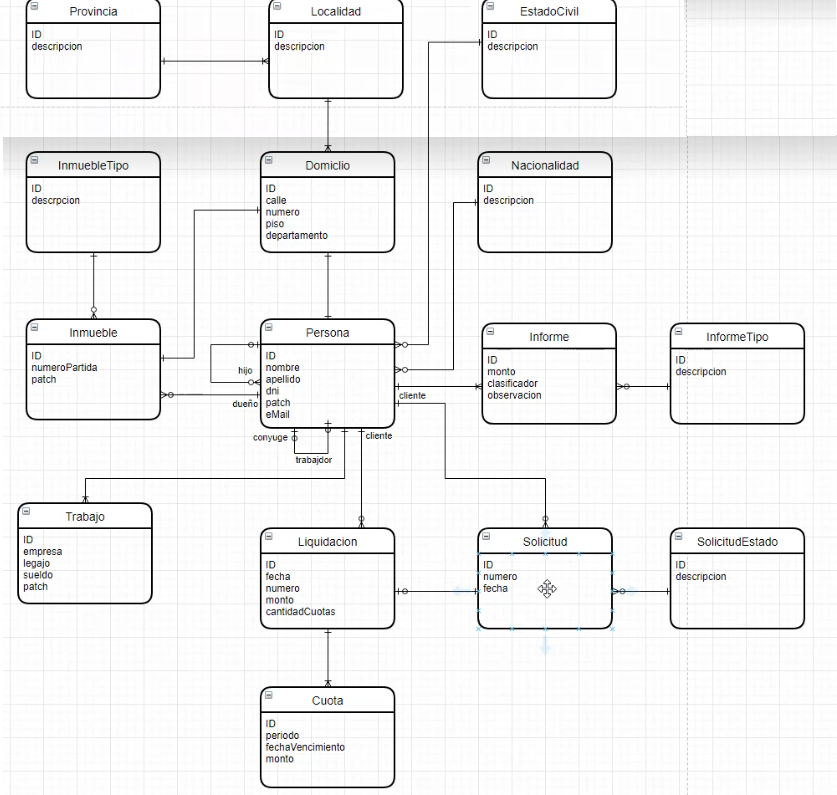 Provincia
ID
descripcion
Localidad
ID
descripcion
EstadoCivil
ID
descripcion
InmuebleTipo
ID
descrpcion
Domiclio
ID
calle
numero
piso
departamento
Nacionalidad
ID
descripcion
Inmueble
ID
numeroPartida
patch
Persona
ID
nombre
apellido
dni
patch
eMail
hijo
dueño
conyuge
trabajdor
cliente
cliente
Informe
ID
monto
clasificador
observacion
InformeTipo
ID
descripcion
Trabajo
ID
empresa
legajo
sueldo
patch
Liquidacion
ID
fecha
numero
monto
cantidadCuotas
Solicitud
ID
numero
fecha
SolicitudEstado
ID
descripcion
Cuota
ID
periodo
fechaVencimiento
monto